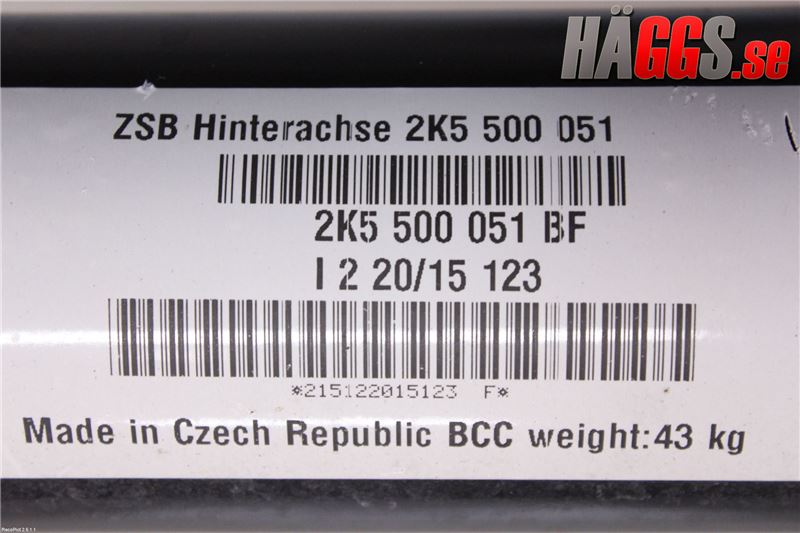 HÄGGS.se
ZSB Hinterachse 2K5 500 051
2K5 500 051 BF
I 2 20/15 123
*215122015123 F*
Made in Czech Republic BCC weight:43 kg